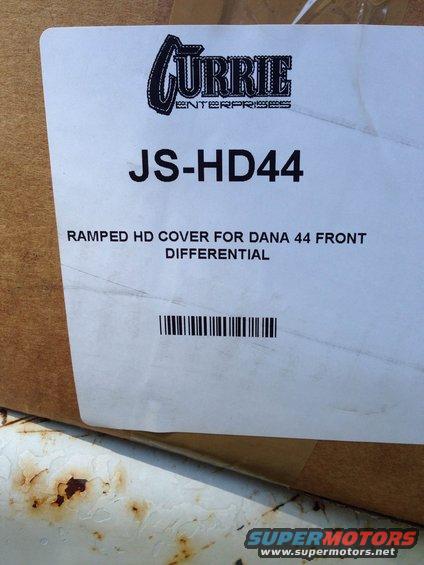 CURRIE
ENTERPRISES
JS-HD44
RAMPED HD COVER FOR DANA 44 FRONT
DIFFERENTIAL
SUPERMOTORS
www.supermotors.net